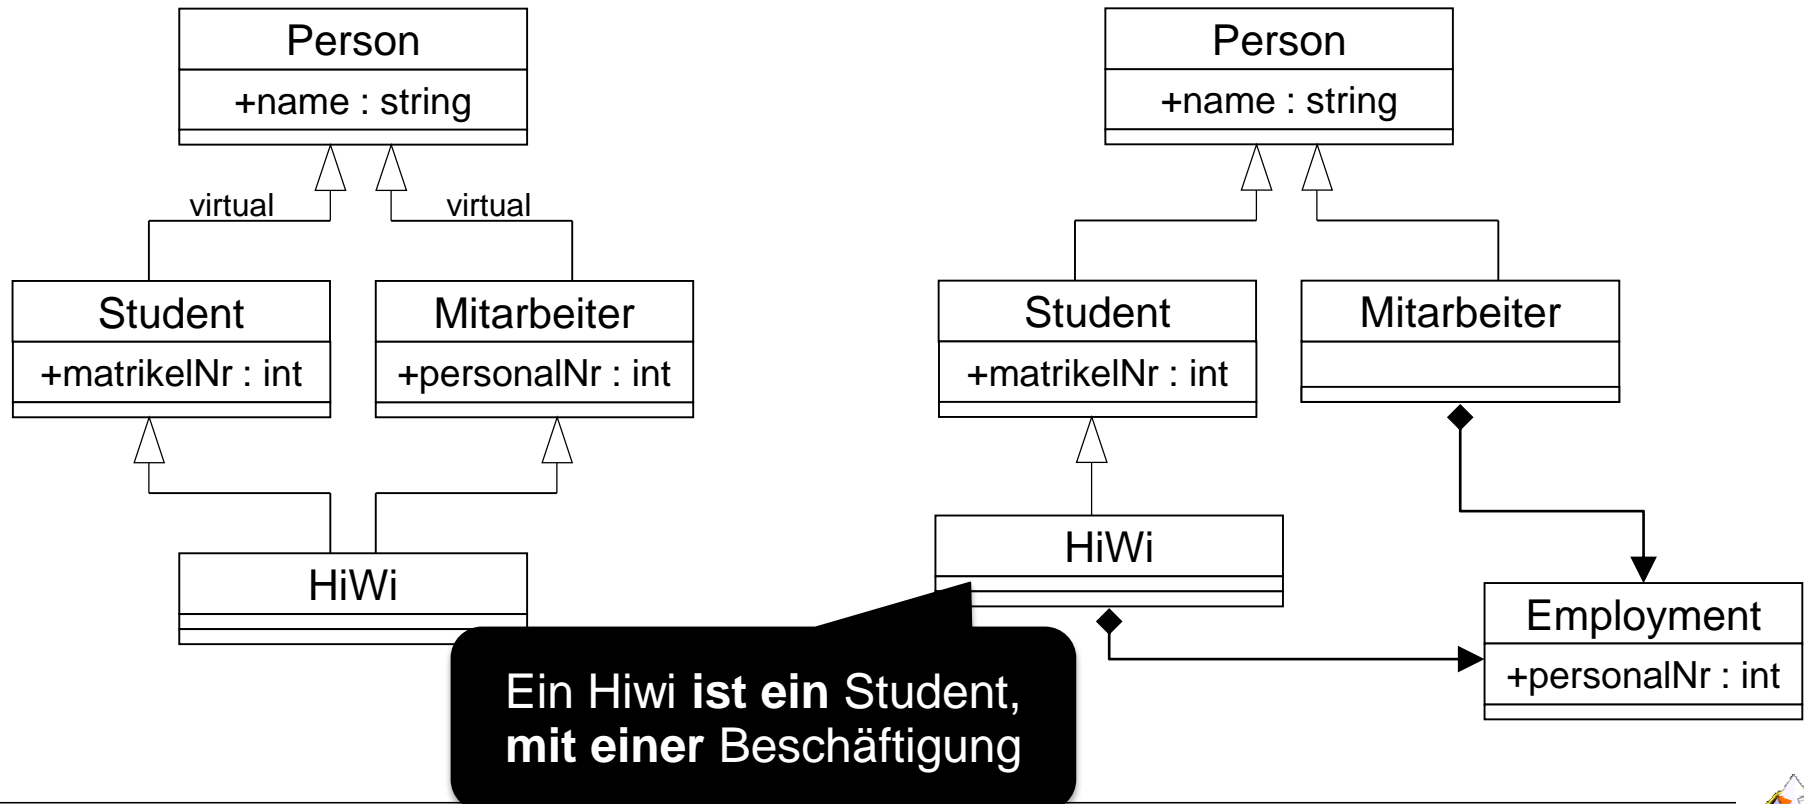 Person
+name : string
virtual
virtual
Student
+matrikelNr : int
Mitarbeiter
+personalNr : int
HiWi
Person
+name : string
Student
+matrikelNr : int
Mitarbeiter
HiWi
Employment
+personalNr : int
Ein Hiwi ist ein Student,
mit einer Beschäftigung